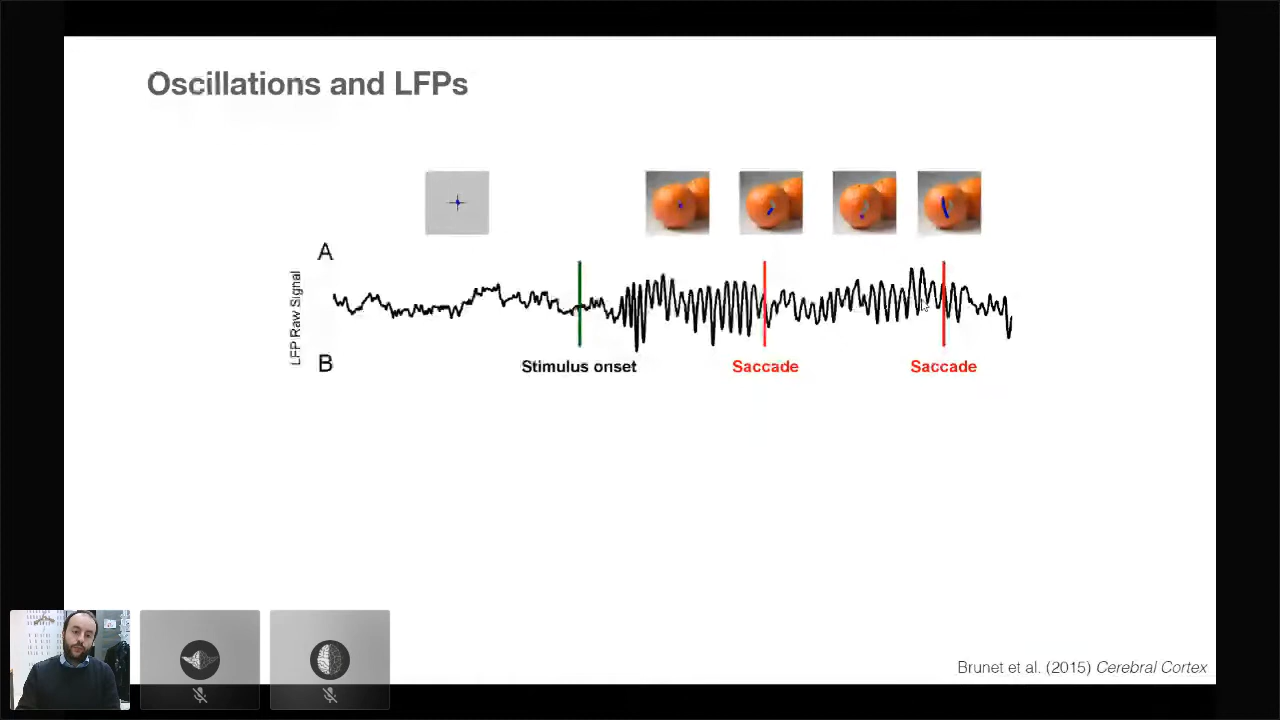 Oscillations and LFPs
A
LFP Raw Signal
B
Stimulus onset
Saccade
Saccade
Brunet et al. (2015) Cerebral Cortex